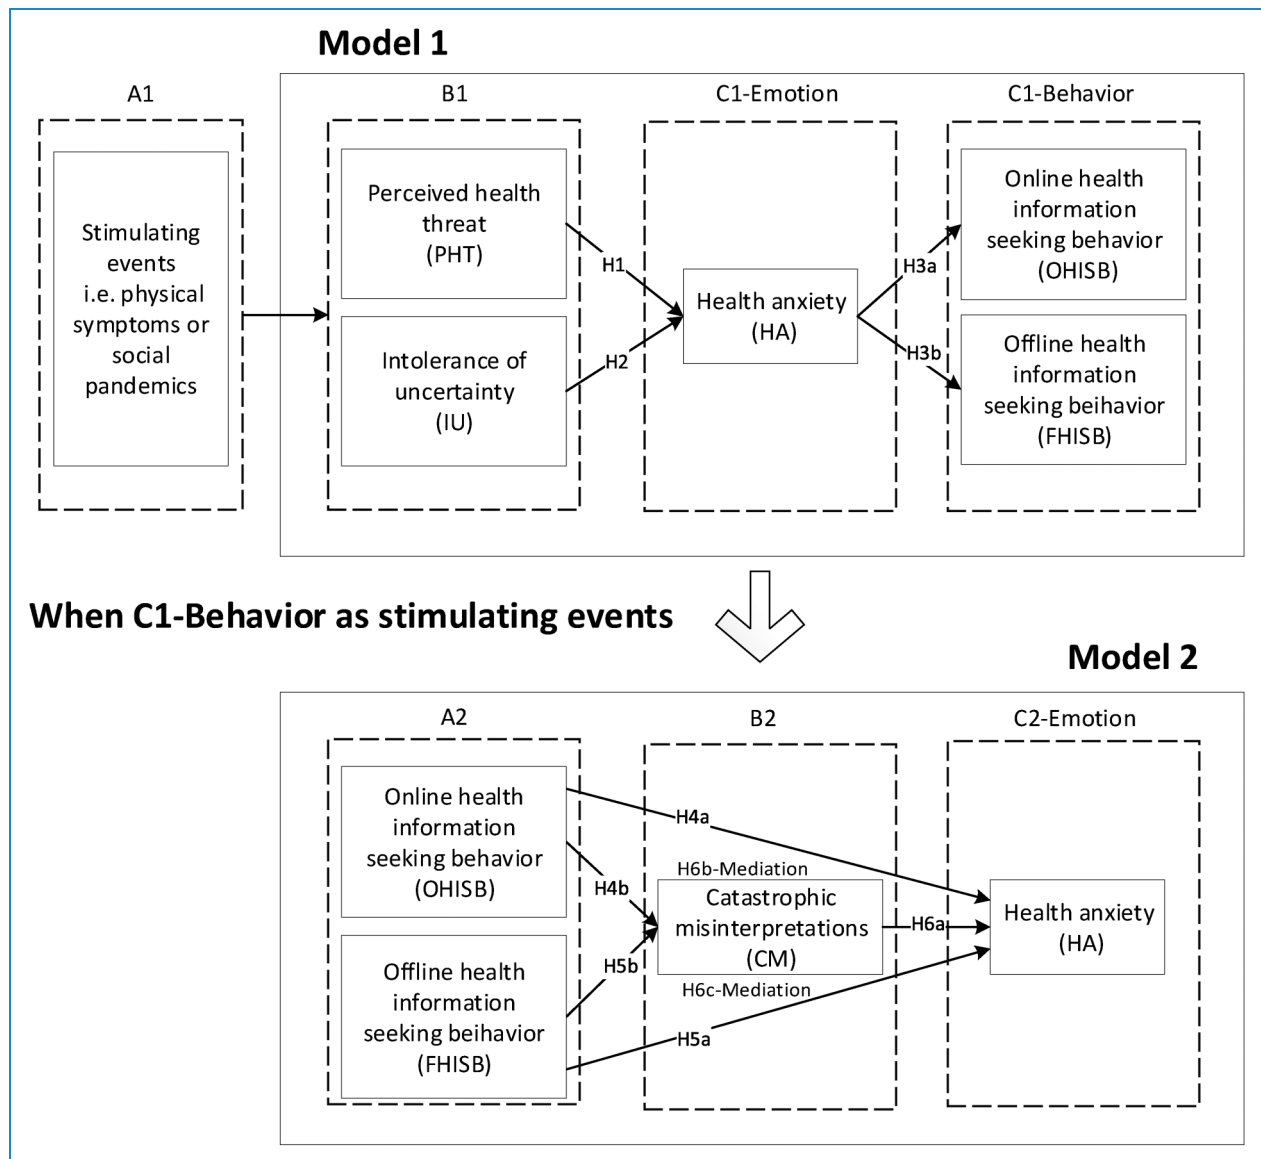 Model 1
A1
B1
C1-Emotion
C1-Behavior
Stimulating
events
i.e. physical
symptoms or
social
pandemics
Perceived health
threat
(PHT)
Intolerance of
uncertainty
(IU)
H1
H2
Health anxiety
(HA)
H3a
H3b
Online health
information
seeking behavior
(OHISB)
Offline health
information
seeking beihavior
(FHISB)
When C1-Behavior as stimulating events
Model 2
A2
B2
C2-Emotion
Online health
information
seeking behavior
(OHISB)
Offline health
information
seeking beihavior
(FHISB)
H4a
H4b
H5b
H5a
H6b-Mediation
Catastrophic
misinterpretations
(CM)
H6c-Mediation
H6a
Health anxiety
(HA)